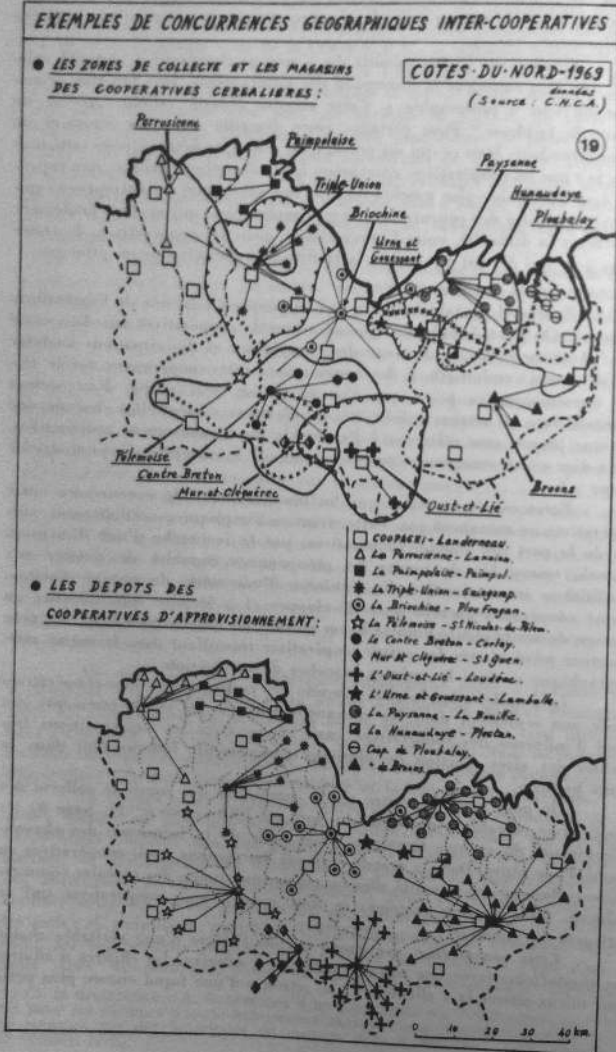 EXEMPLES DE CONCURRENCES GEOGRAPHIQUES INTER-COOPERATIVES
● LES ZONES DE COLLECTE ET LES MAGASINS
DES COOPERATIVES CEREALIERES :
COTES-DU-NORD-1969
données
(Source : C.N.C.A.)
19
Perrosienne
Paimpolaise
Triple-Union
Briochine
Urne et
Gouessant
Paysanne
Hunaudaye
Ploubalay
Pélemoise
Centre Breton
Mur-et-Cléguérec
Oust-et-Lié
Broons
COOPAGRI - Landerneau.
La Perrosienne - Lannion.
La Paimpolaise - Paimpol.
La Triple-Union - Guingamp.
La Briochine - Ploufragan.
La Pélemoise - St Nicolas-du-Pélem.
Le Centre Breton - Corlay.
Mur et Cléguérec - St Guen.
L'Oust-et-Lié - Loudéac.
L'Urne et Gouessant - Lamballe.
La Paysanne - La Bouillie.
La Hunaudaye - Plestan.
Coop. de Ploubalay.
" de Broons.
● LES DEPOTS DES
COOPERATIVES D'APPROVISIONNEMENT :
0 10 20 30 40 km.